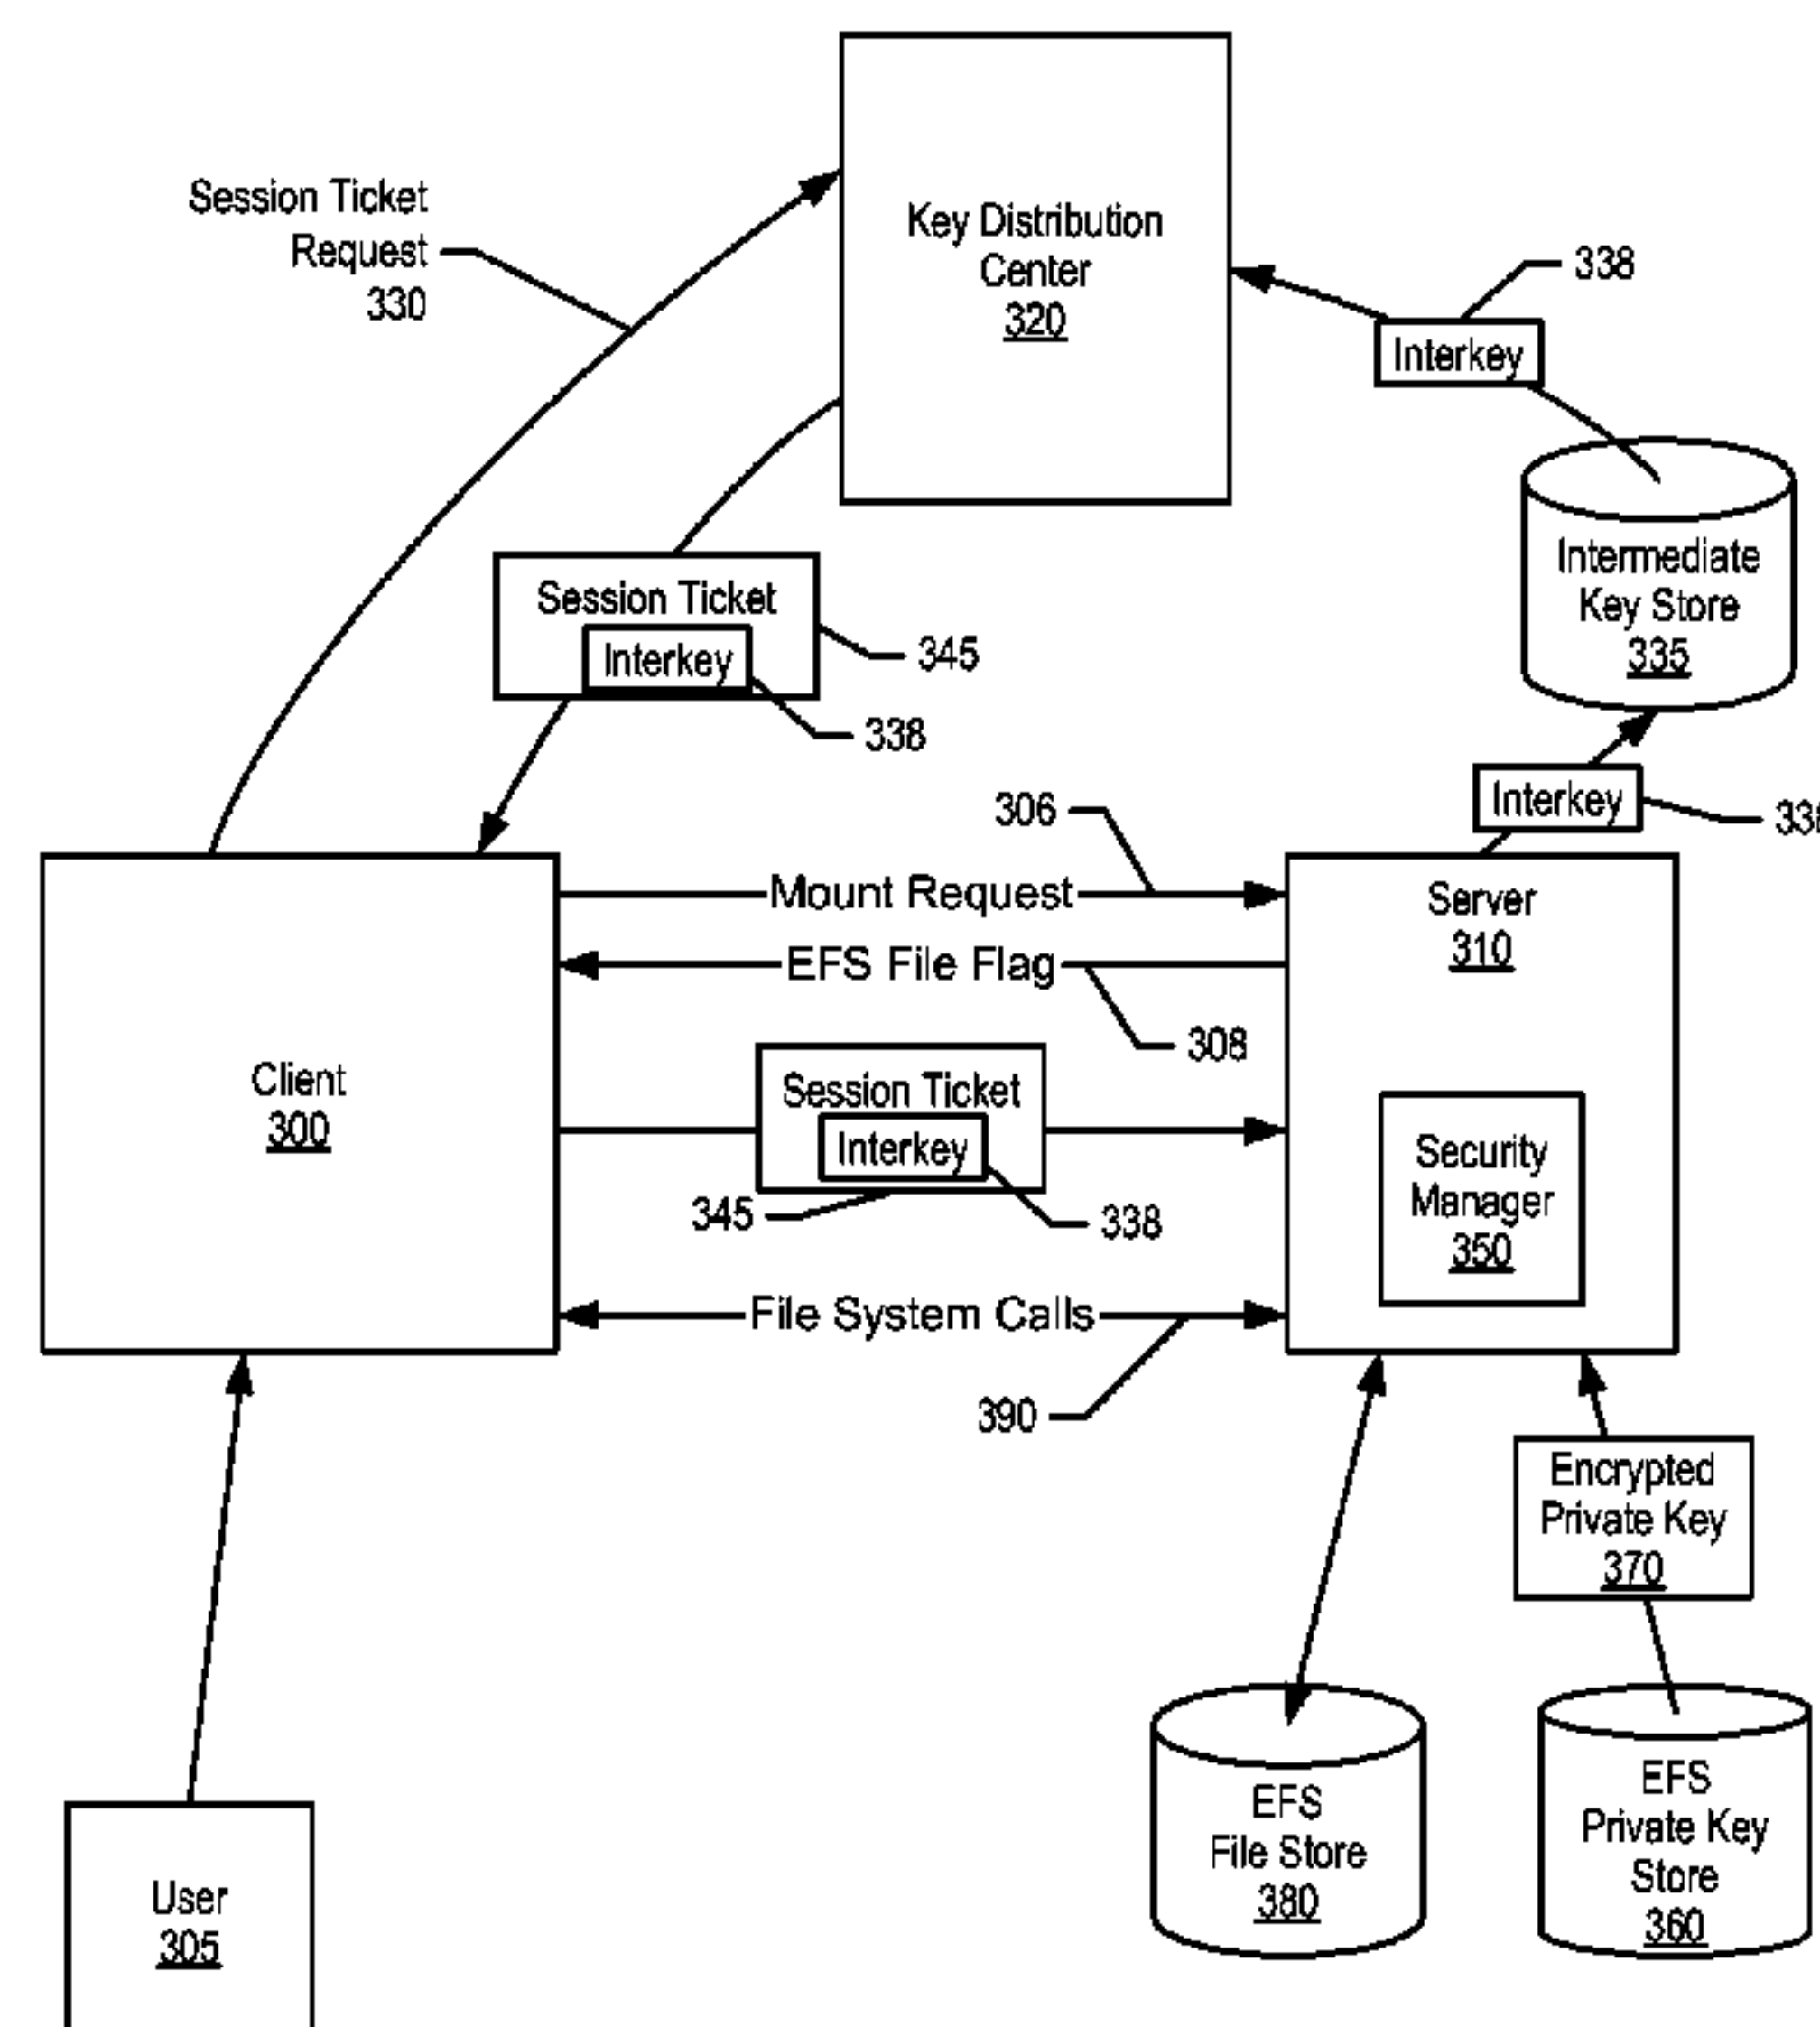 Session Ticket
Request
330
Key Distribution
Center
320
338
Interkey
Intermediate
Key Store
335
Session Ticket
Interkey
345
338
Interkey
306
Mount Request
EFS File Flag
308
Server
310
Client
300
Session Ticket
Interkey
345
338
Security
Manager
350
File System Calls
390
Encrypted
Private Key
370
EFS
File Store
380
EFS
Private Key
Store
360
User
305